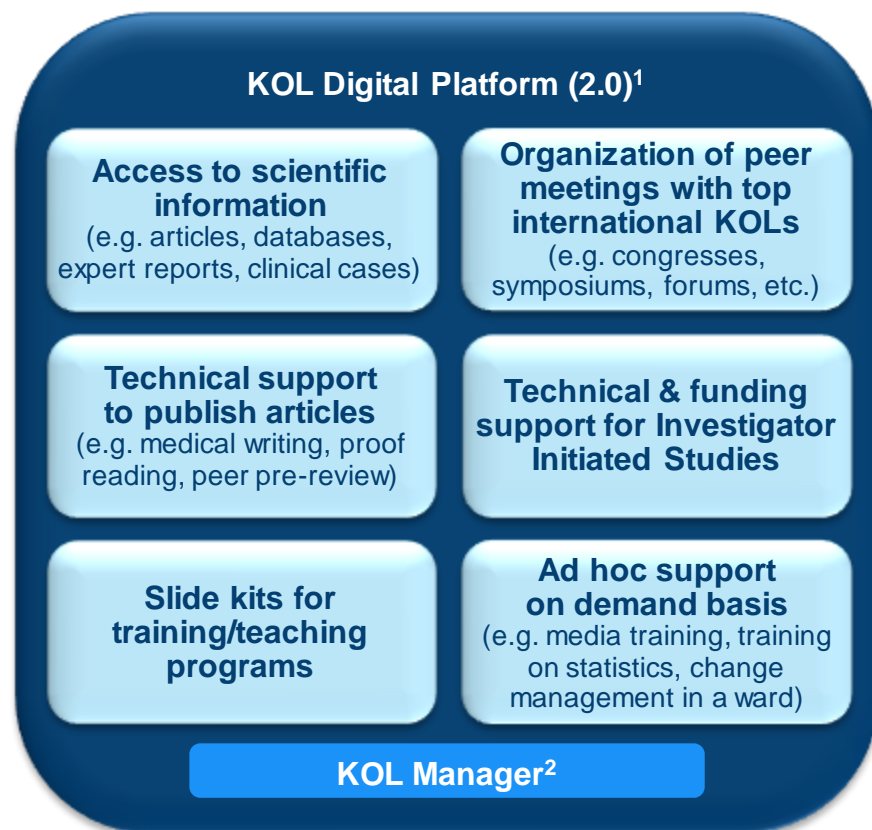 KOL Digital Platform (2.0)¹
Access to scientific
information
(e.g. articles, databases,
expert reports, clinical cases)
Organization of peer
meetings with top
international KOLs
(e.g. congresses,
symposiums, forums, etc.)
Technical support
to publish articles
(e.g. medical writing, proof
reading, peer pre-review)
Technical & funding
support for Investigator
Initiated Studies
Slide kits for
training/teaching
programs
Ad hoc support
on demand basis
(e.g. media training, training
on statistics, change
management in a ward)
KOL Manager²